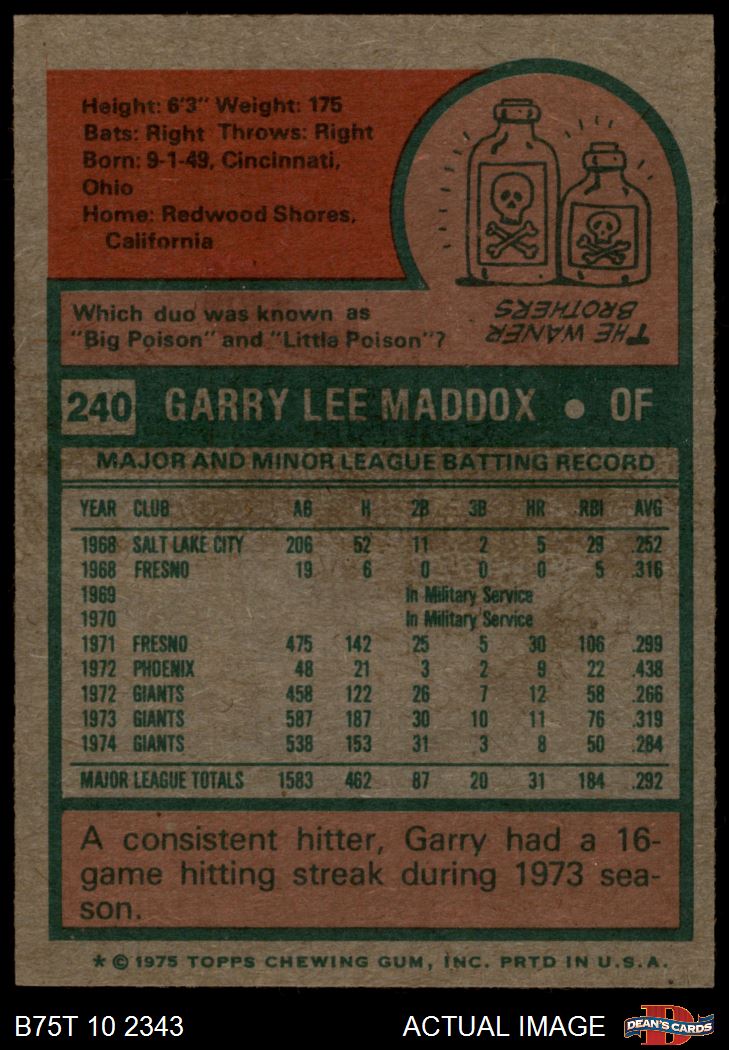 Height: 6'3" Weight: 175
Bats: Right Throws: Right
Born: 9-1-49, Cincinnati,
Ohio
Home: Redwood Shores,
California
Which duo was known as
"Big Poison" and "Little Poison"?
THE WANER
BROTHERS
240 GARRY LEE MADDOX • OF
MAJOR AND MINOR LEAGUE BATTING RECORD
YEAR CLUB AB H 2B 3B HR RBI AVG
1968 SALT LAKE CITY 206 52 11 2 5 29 .252
1968 FRESNO 19 6 0 0 0 5 .316
1969 In Military Service
1970 In Military Service
1971 FRESNO 475 142 25 5 30 106 .299
1972 PHOENIX 48 21 3 2 9 22 .438
1972 GIANTS 458 122 26 7 12 58 .266
1973 GIANTS 587 187 30 10 11 76 .319
1974 GIANTS 538 153 31 3 8 50 .284
MAJOR LEAGUE TOTALS 1583 462 87 20 31 184 .292
A consistent hitter, Garry had a 16-
game hitting streak during 1973 sea-
son.
* © 1975 TOPPS CHEWING GUM, INC. PRTD IN U.S.A.
B75T 10 2343 ACTUAL IMAGE DEAN'S CARDS